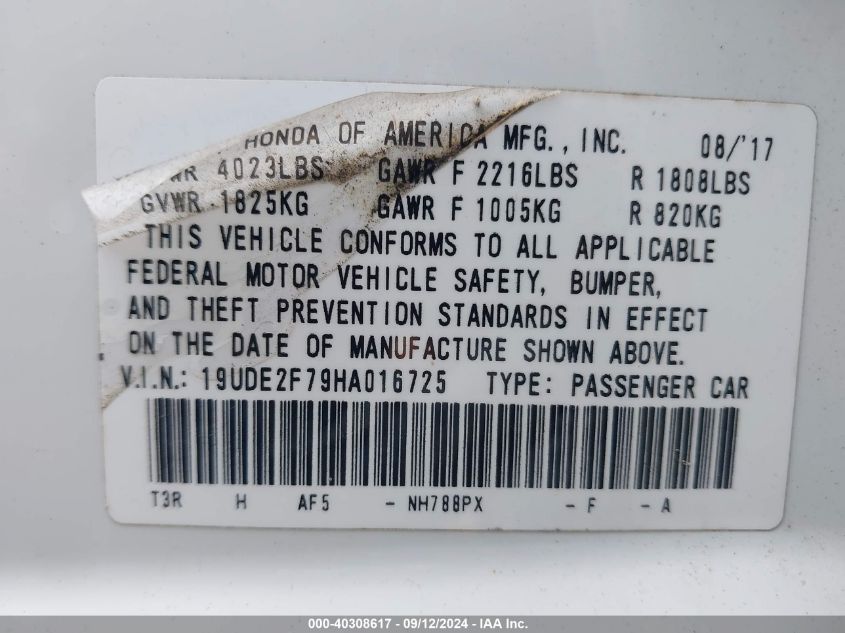 HONDA OF AMERICA MFG., INC. 08/'17
4023LBS GAWR F 2216LBS R 1808LBS
GVWR 1825KG GAWR F 1005KG R 820KG
THIS VEHICLE CONFORMS TO ALL APPLICABLE
FEDERAL MOTOR VEHICLE SAFETY, BUMPER,
AND THEFT PREVENTION STANDARDS IN EFFECT
ON THE DATE OF MANUFACTURE SHOWN ABOVE.
V.I.N.: 19UDE2F79HA016725 TYPE: PASSENGER CAR
T3R H AF5 - NH788PX - F - A
000-40308617 - 09/12/2024 - IAA Inc.